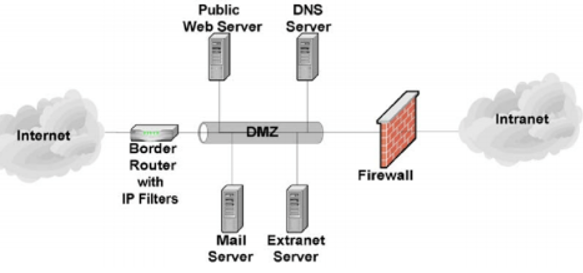 Public
Web Server
DNS
Server
Internet
DMZ
Intranet
Border
Router
with
IP Filters
Firewall
Mail
Server
Extranet
Server